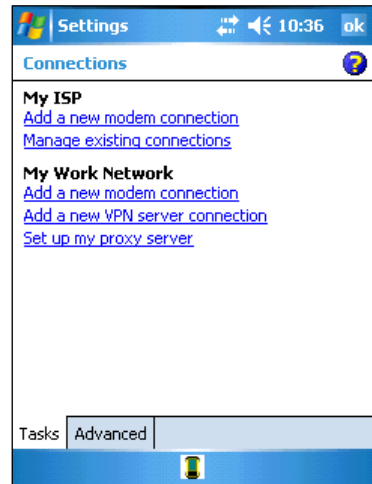 Settings 10:36 ok
Connections ?
My ISP
Add a new modem connection
Manage existing connections
My Work Network
Add a new modem connection
Add a new VPN server connection
Set up my proxy server
Tasks Advanced